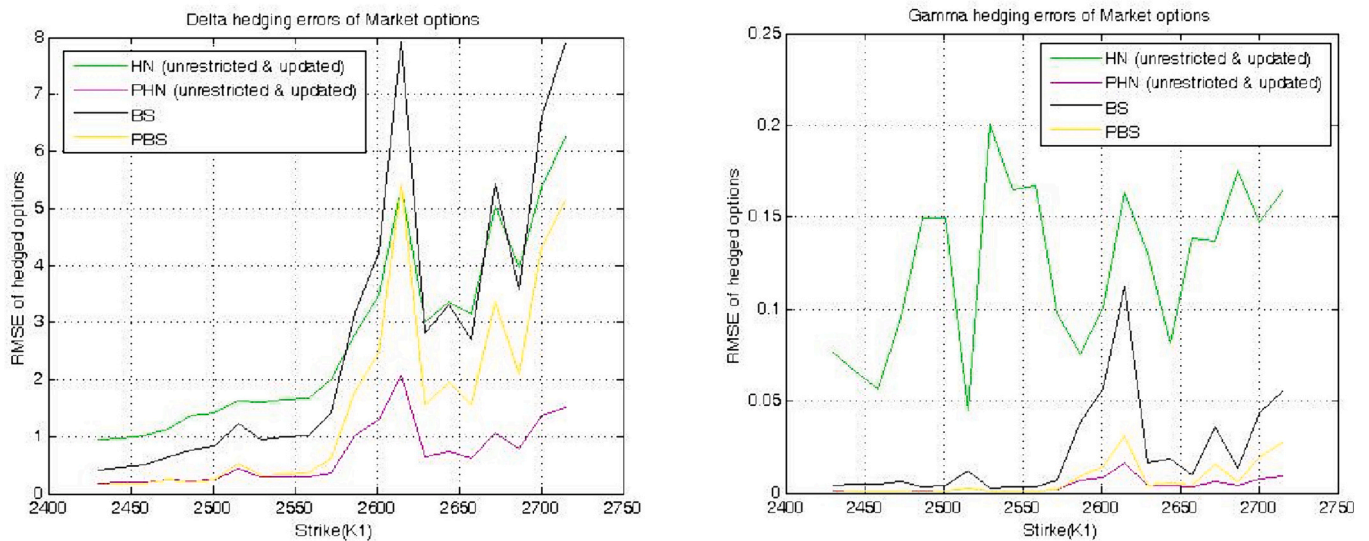 Delta hedging errors of Market options
8
7
6
5
4
3
2
1
0
RMSE of hedged options
HN (unrestricted & updated)
PHN (unrestricted & updated)
BS
PBS
2400 2450 2500 2550 2600 2650 2700 2750
Strike(K1)
Gamma hedging errors of Market options
0.25
0.2
0.15
0.1
0.05
0
RMSE of hedged options
HN (unrestricted & updated)
PHN (unrestricted & updated)
BS
PBS
2400 2450 2500 2550 2600 2650 2700 2750
Stirke(K1)